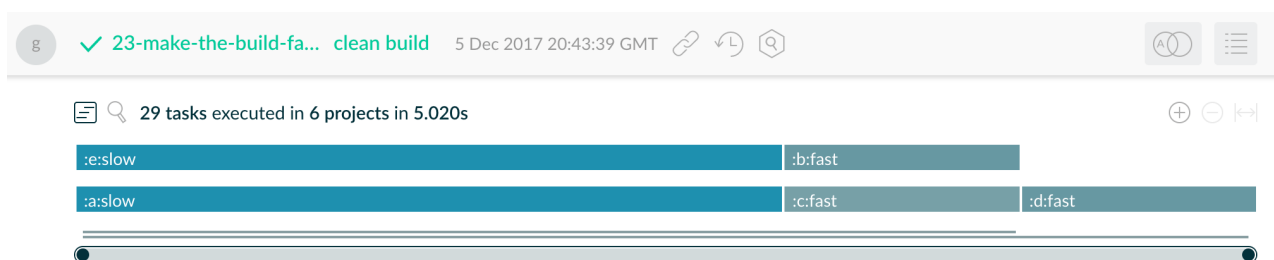 g 23-make-the-build-fa... clean build 5 Dec 2017 20:43:39 GMT A
29 tasks executed in 6 projects in 5.020s
:e:slow :b:fast
:a:slow :c:fast :d:fast